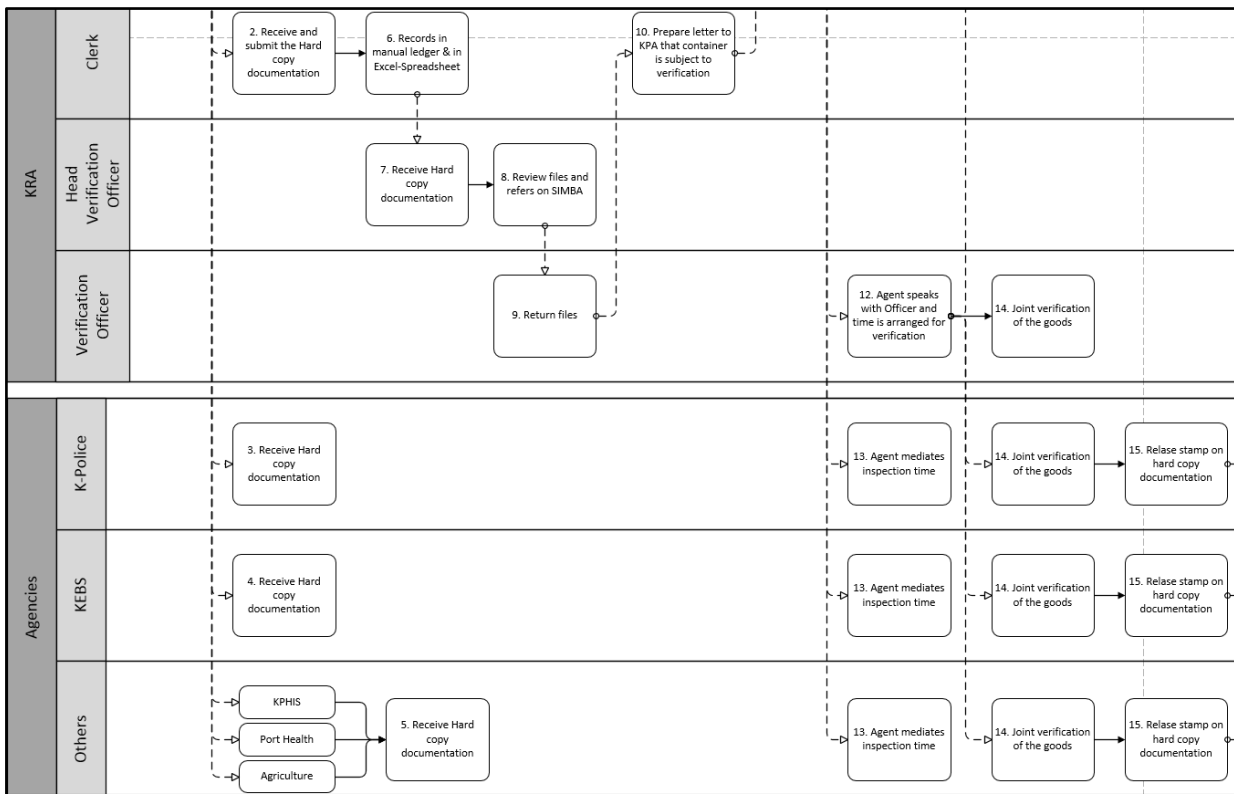 KRA
Clerk
2. Receive and
submit the Hard
copy
documentation
6. Records in
manual ledger & in
Excel-Spreadsheet
10. Prepare letter to
KPA that container
is subject to
verification
Head
Verification
Officer
7. Receive Hard
copy
documentation
8. Review files and
refers on SIMBA
Verification
Officer
9. Return files
12. Agent speaks
with Officer and
time is arranged for
verification
14. Joint verification
of the goods
Agencies
K-Police
3. Receive Hard
copy
documentation
13. Agent mediates
inspection time
14. Joint verification
of the goods
15. Relase stamp on
hard copy
documentation
KEBS
4. Receive Hard
copy
documentation
13. Agent mediates
inspection time
14. Joint verification
of the goods
15. Relase stamp on
hard copy
documentation
Others
KPHIS
Port Health
Agriculture
5. Receive Hard
copy
documentation
13. Agent mediates
inspection time
14. Joint verification
of the goods
15. Relase stamp on
hard copy
documentation